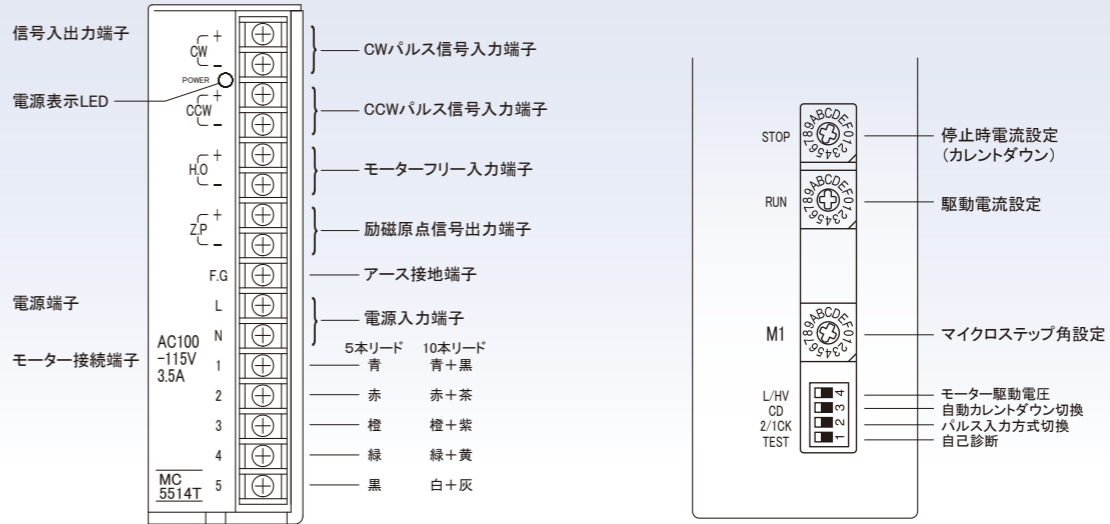 信号入出力端子
CW
+
−
CWパルス信号入力端子
POWER
電源表示LED
CCW
+
−
CCWパルス信号入力端子
H.O
+
−
モーターフリー入力端子
Z.P
+
−
励磁原点信号出力端子
F.G
アース接地端子
電源端子
L
N
電源入力端子
AC100
-115V
3.5A
モーター接続端子
5本リード 10本リード
1 青 青+黒
2 赤 赤+茶
3 橙 橙+紫
4 緑 緑+黄
5 黒 白+灰
MC
5514T
STOP
0123456789ABCDEF
停止時電流設定
(カレントダウン)
RUN
0123456789ABCDEF
駆動電流設定
M1
0123456789ABCDEF
マイクロステップ角設定
L/HV 4 モーター駆動電圧
CD 3 自動カレントダウン切換
2/1CK 2 パルス入力方式切換
TEST 1 自己診断